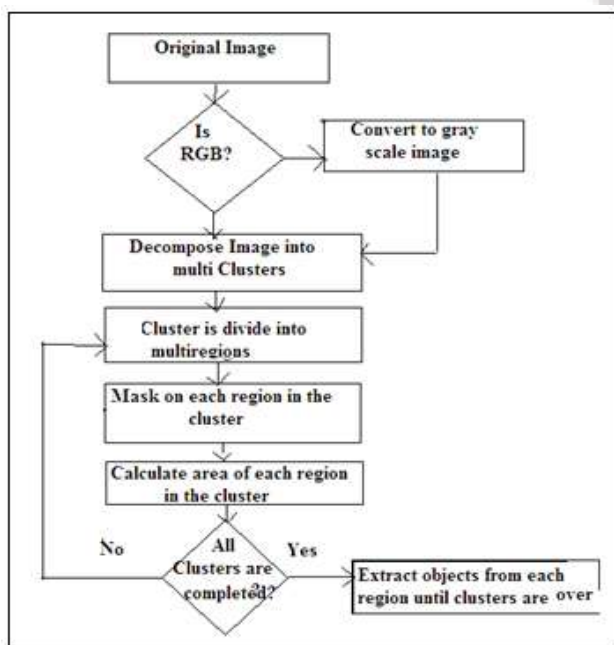 Original Image
Is
RGB?
Convert to gray
scale image
Decompose Image into
multi Clusters
Cluster is divide into
multiregions
Mask on each region in the
cluster
Calculate area of each region
in the cluster
No
All
Clusters are
completed?
Yes
Extract objects from each
region until clusters are over